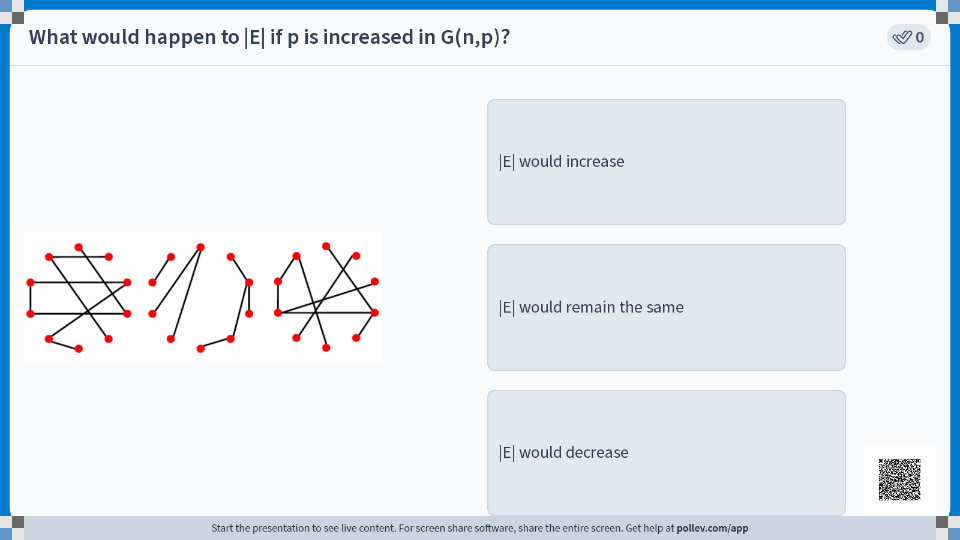 What would happen to |E| if p is increased in G(n,p)?
0
|E| would increase
|E| would remain the same
|E| would decrease
Start the presentation to see live content. For screen share software, share the entire screen. Get help at pollev.com/app